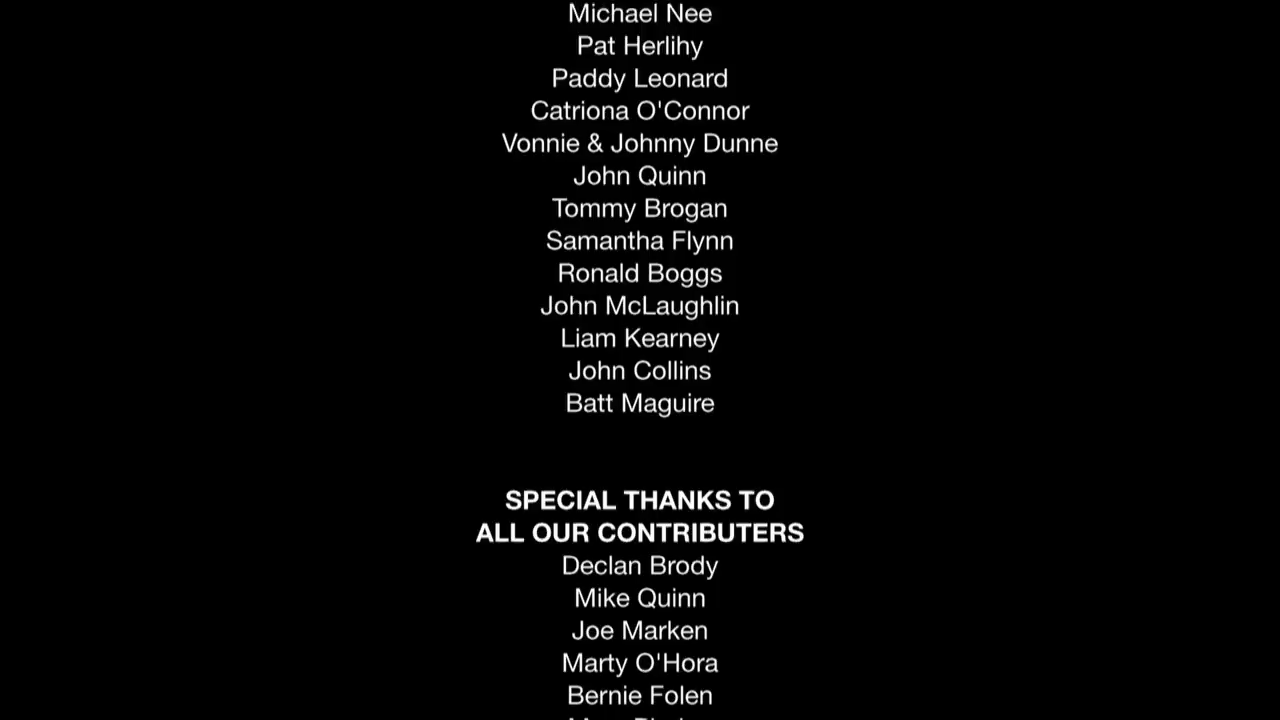 Michael Nee
Pat Herlihy
Paddy Leonard
Catriona O'Connor
Vonnie & Johnny Dunne
John Quinn
Tommy Brogan
Samantha Flynn
Ronald Boggs
John McLaughlin
Liam Kearney
John Collins
Batt Maguire
SPECIAL THANKS TO
ALL OUR CONTRIBUTERS
Declan Brody
Mike Quinn
Joe Marken
Marty O'Hora
Bernie Folen